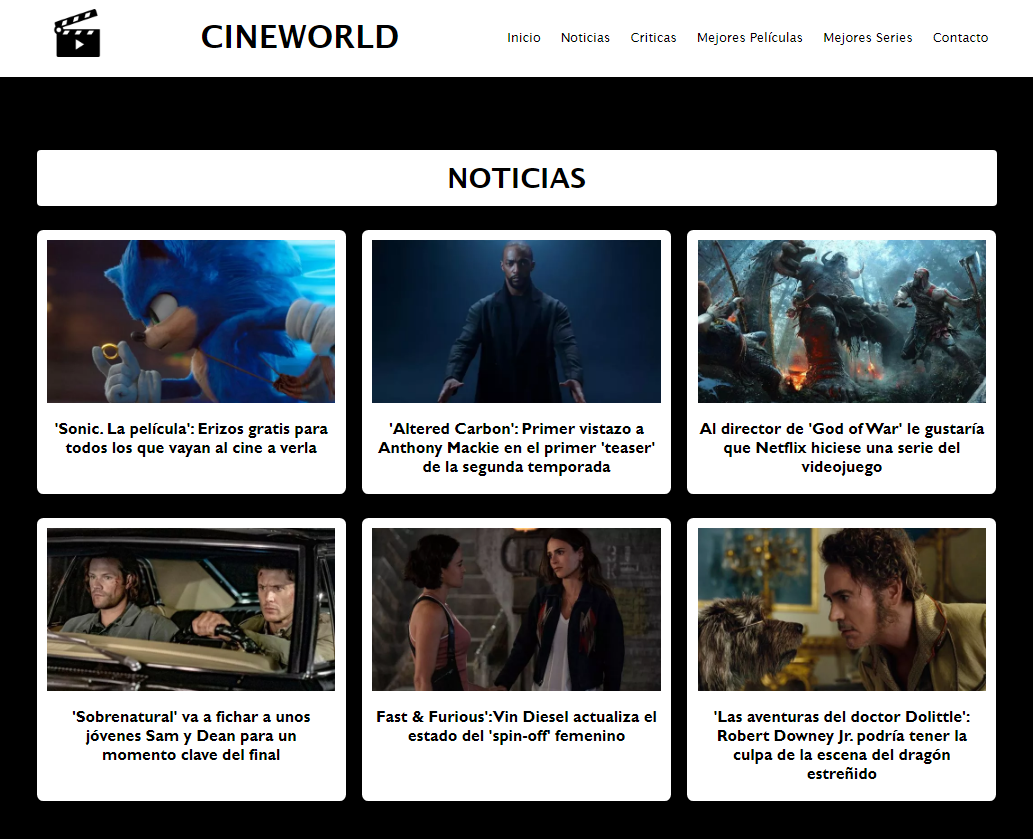 CINEWORLD
Inicio Noticias Criticas Mejores Películas Mejores Series Contacto
NOTICIAS
'Sonic. La película': Erizos gratis para
todos los que vayan al cine a verla
'Altered Carbon': Primer vistazo a
Anthony Mackie en el primer 'teaser'
de la segunda temporada
Al director de 'God of War' le gustaría
que Netflix hiciese una serie del
videojuego
'Sobrenatural' va a fichar a unos
jóvenes Sam y Dean para un
momento clave del final
Fast & Furious': Vin Diesel actualiza el
estado del 'spin-off' femenino
'Las aventuras del doctor Dolittle':
Robert Downey Jr. podría tener la
culpa de la escena del dragón
estreñido